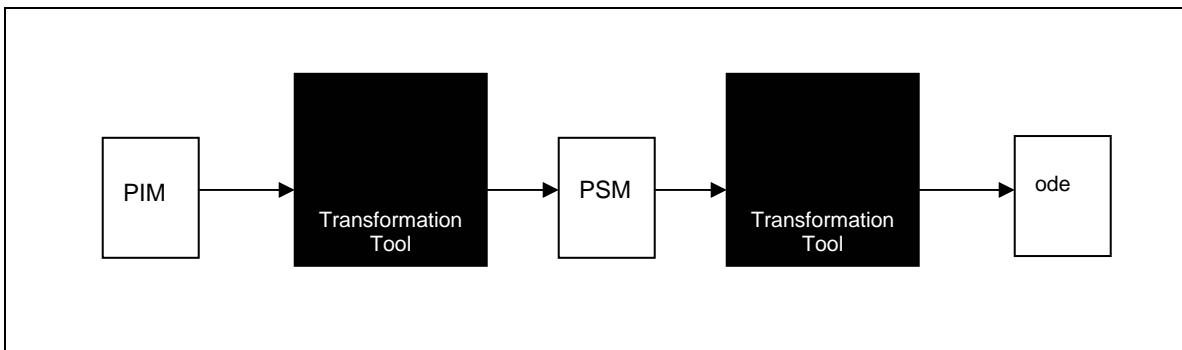 PIM
Transformation
Tool
PSM
Transformation
Tool
ode